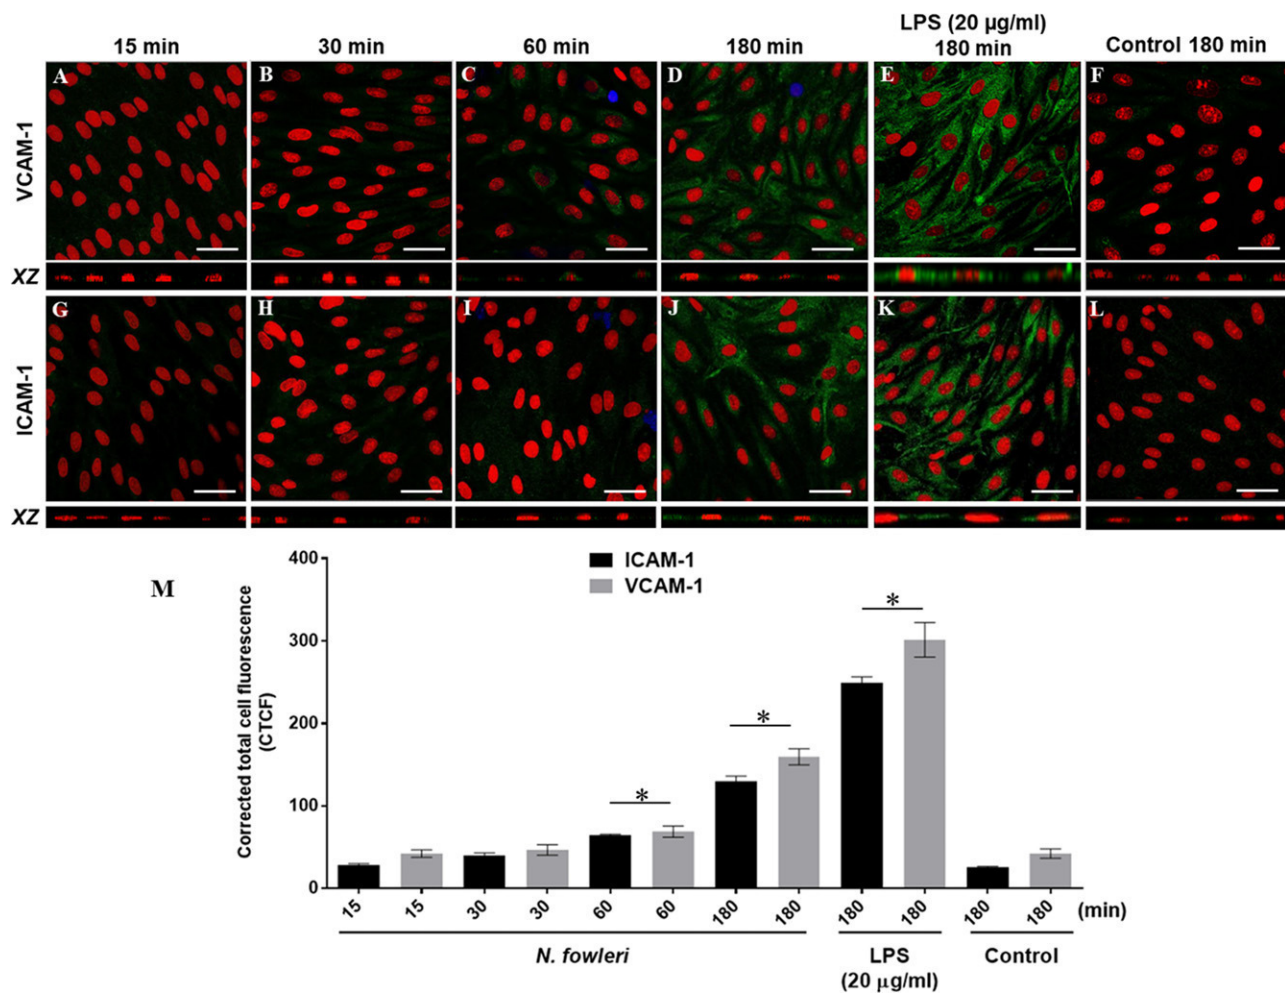 LPS (20 µg/ml)
15 min 30 min 60 min 180 min 180 min Control 180 min
A B C D E F
VCAM-1
XZ
G H I J K L
ICAM-1
XZ
M
400
300
200
100
0
Corrected total cell fluorescence
(CTCF)
ICAM-1
VCAM-1
* * *
15 15 30 30 60 60 180 180 180 180 180 180 (min)
N. fowleri LPS Control
(20 µg/ml)